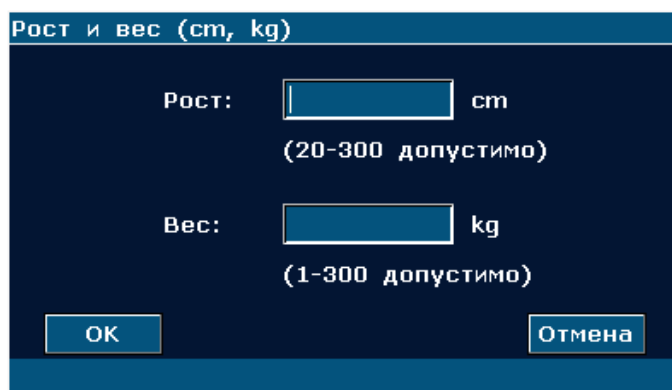 Рост и вес (cm, kg)
Рост: cm
(20-300 допустимо)
Вес: kg
(1-300 допустимо)
OK Отмена